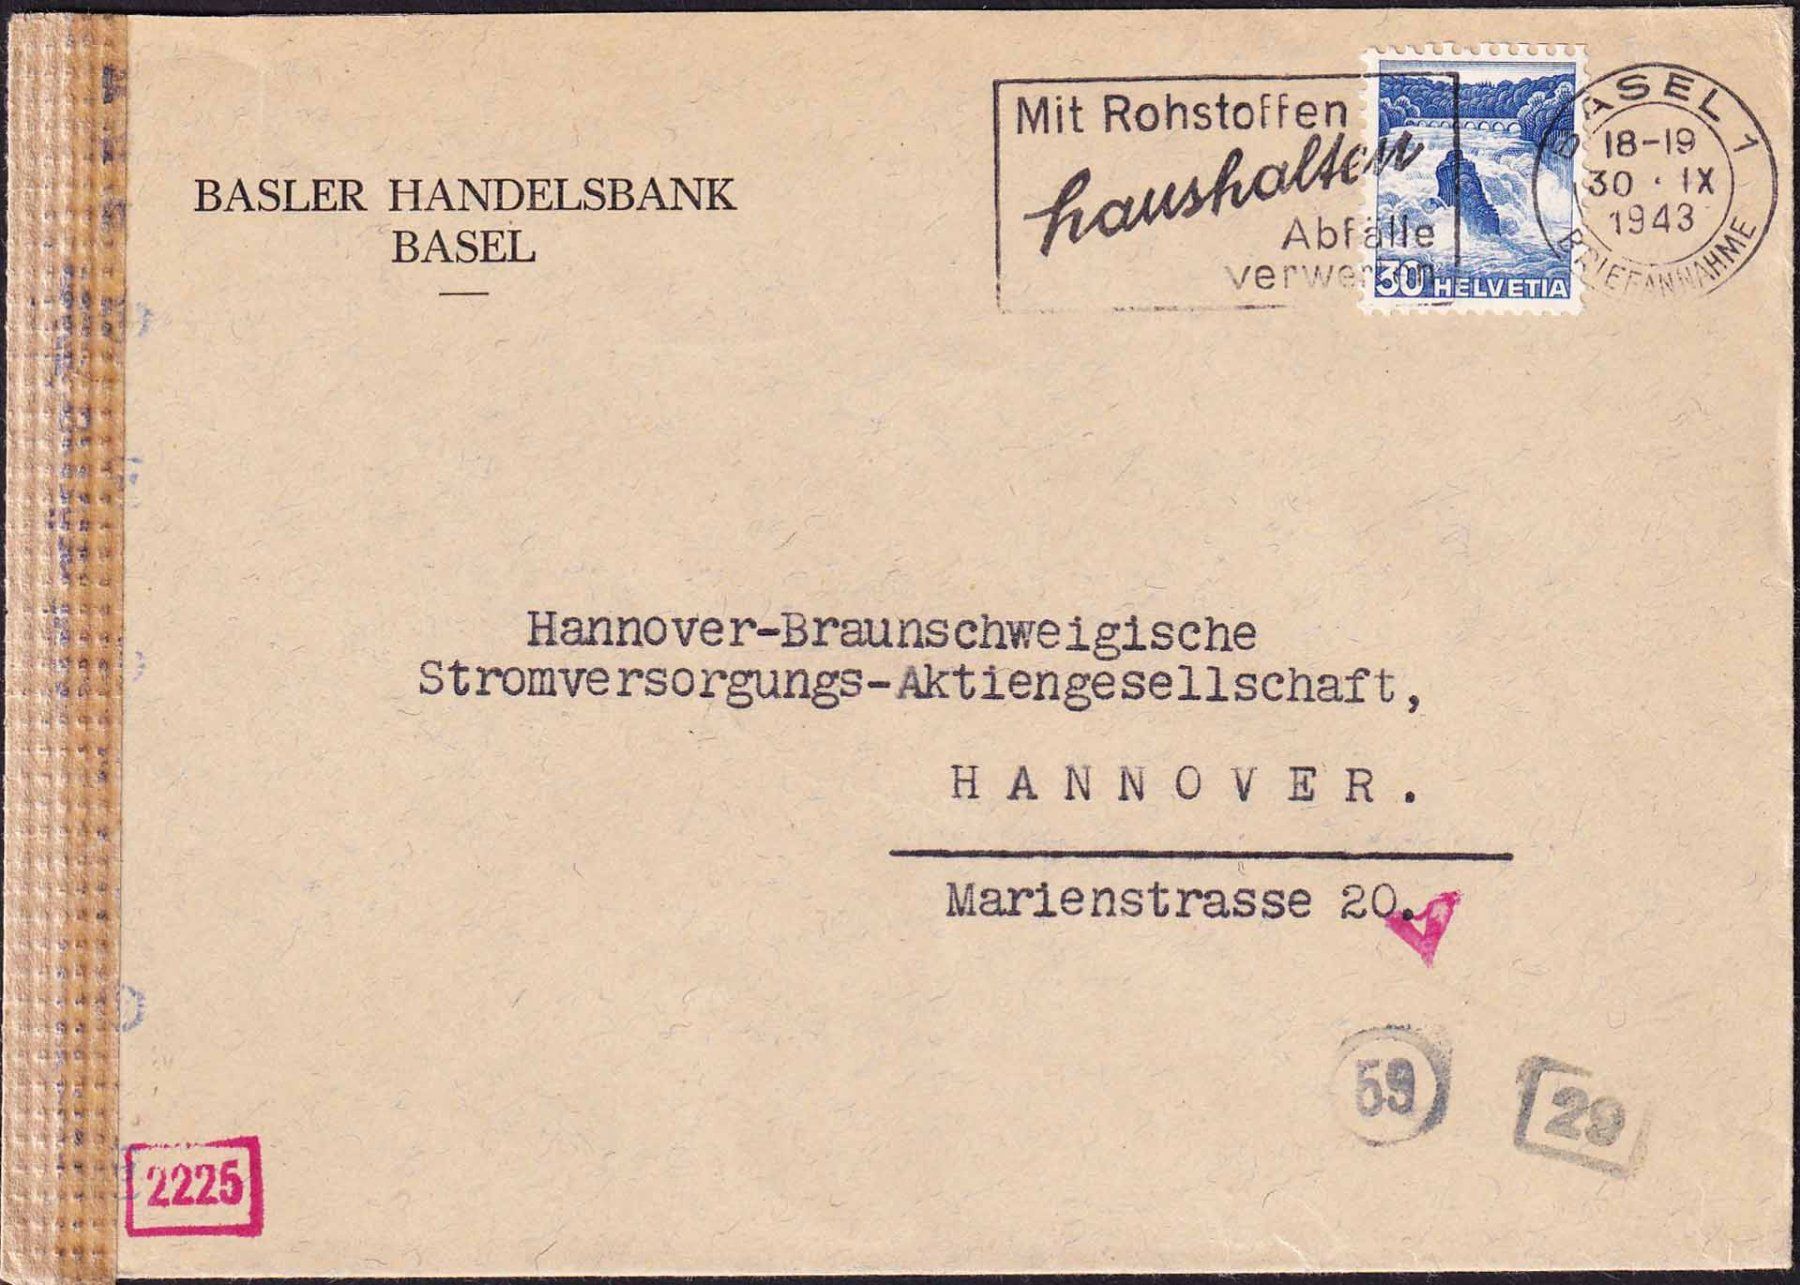 BASLER HANDELSBANK
BASEL
Mit Rohstoffen
haushalten
Abfälle
30 HELVETIA
BASEL 1
18-19
30 · IX
1943
BRIEFANNAHME
Hannover-Braunschweigische
Stromversorgungs-Aktiengesellschaft,
HANNOVER.
Marienstrasse 20.
59
29
2225